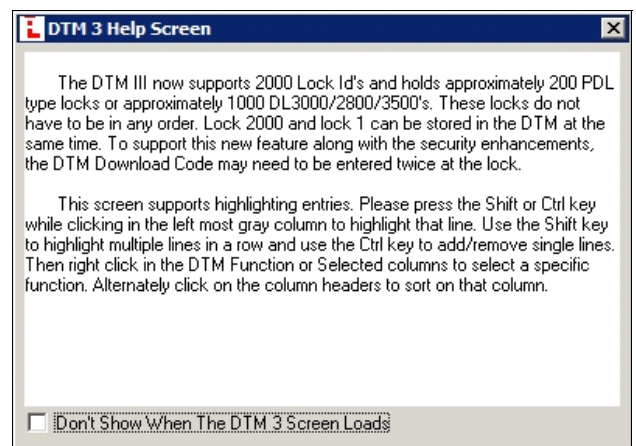 DTM 3 Help Screen
The DTM III now supports 2000 Lock Id's and holds approximately 200 PDL
type locks or approximately 1000 DL3000/2800/3500's. These locks do not
have to be in any order. Lock 2000 and lock 1 can be stored in the DTM at the
same time. To support this new feature along with the security enhancements,
the DTM Download Code may need to be entered twice at the lock.
This screen supports highlighting entries. Please press the Shift or Ctrl key
while clicking in the left most gray column to highlight that line. Use the Shift key
to highlight multiple lines in a row and use the Ctrl key to add/remove single lines.
Then right click in the DTM Function or Selected columns to select a specific
function. Alternately click on the column headers to sort on that column.
Don't Show When The DTM 3 Screen Loads